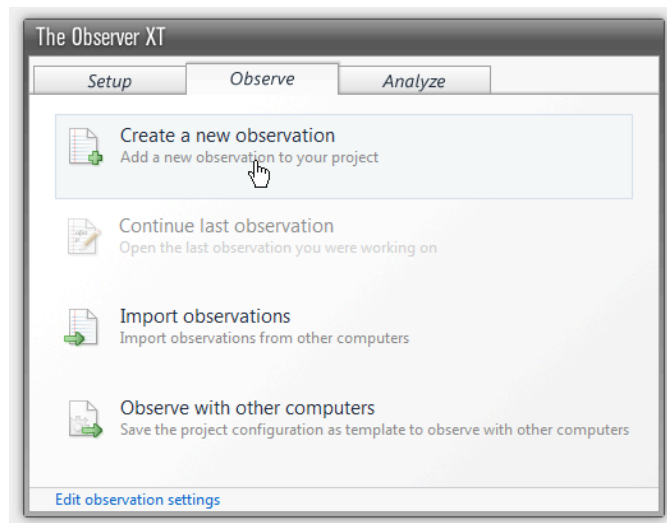 The Observer XT
Setup
Observe
Analyze
Create a new observation
Add a new observation to your project
Continue last observation
Open the last observation you were working on
Import observations
Import observations from other computers
Observe with other computers
Save the project configuration as template to observe with other computers
Edit observation settings